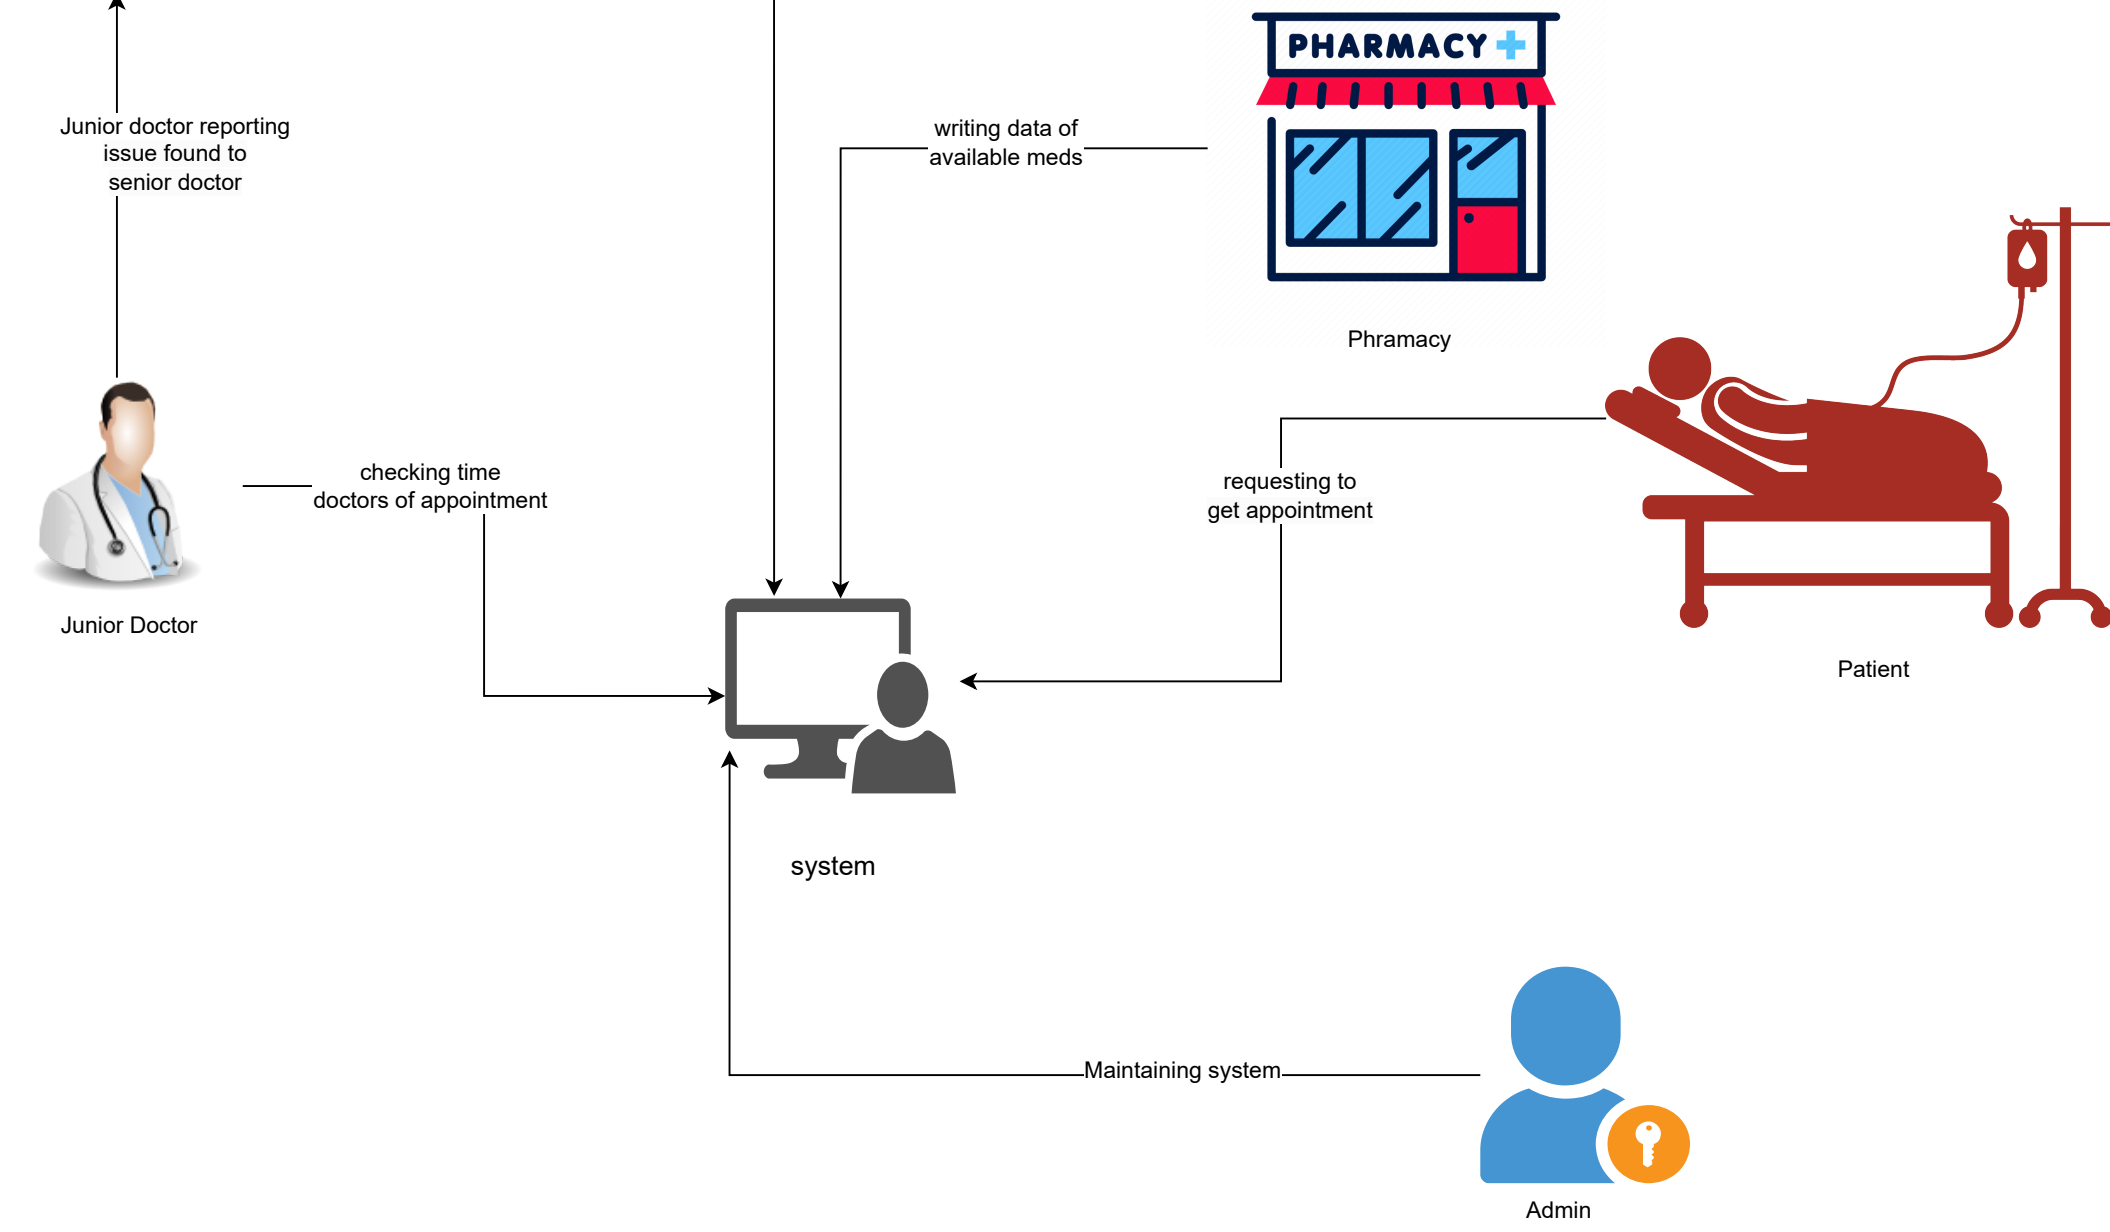 PHARMACY
Junior doctor reporting
issue found to
senior doctor
writing data of
available meds
Phramacy
checking time
doctors of appointment
requesting to
get appointment
Junior Doctor
Patient
system
Maintaining system
Admin